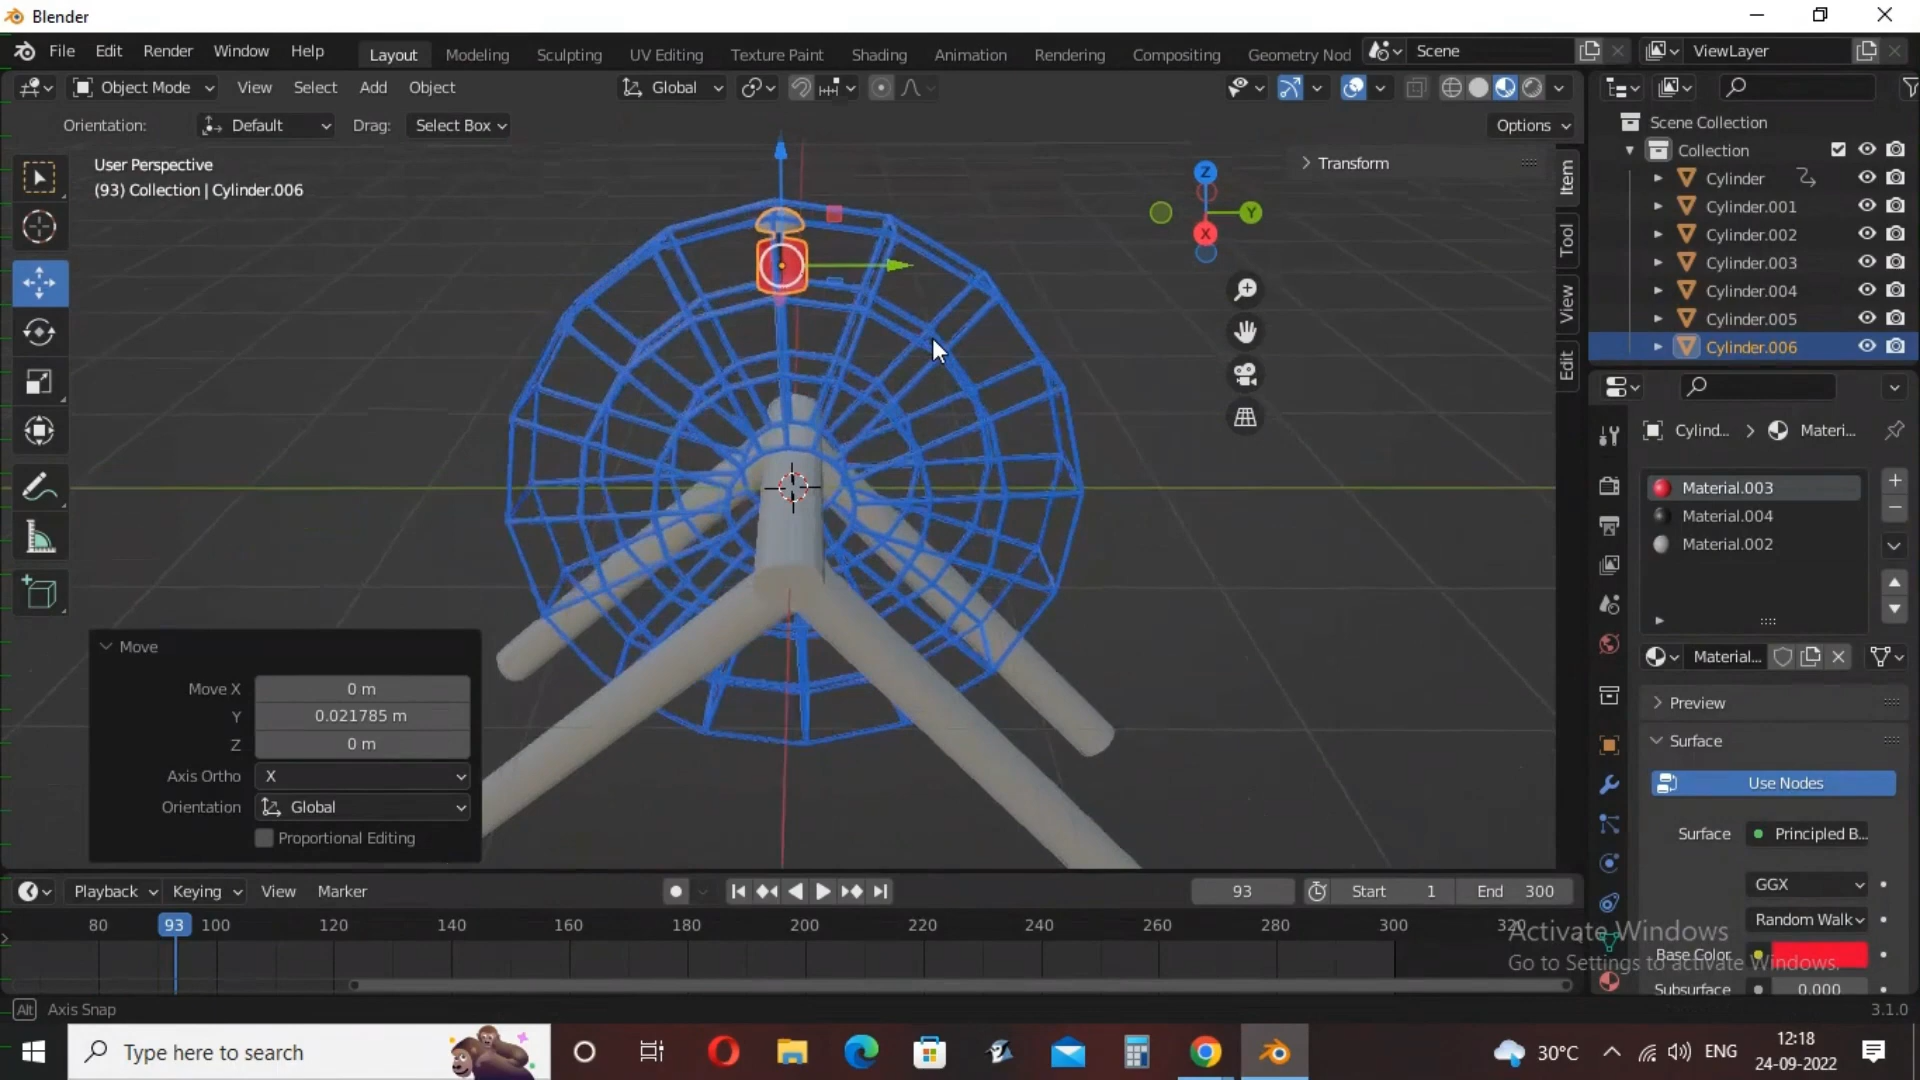 Blender
File Edit Render Window Help Layout Modeling Sculpting UV Editing Texture Paint Shading Animation Rendering Compositing Geometry Nod Scene ViewLayer
Object Mode View Select Add Object Global
Orientation: Default Drag: Select Box Options
User Perspective
(93) Collection | Cylinder.006
Transform
Item
Tool
View
Edit
Z
Y
X
Scene Collection
Collection
Cylinder
Cylinder.001
Cylinder.002
Cylinder.003
Cylinder.004
Cylinder.005
Cylinder.006
Cylind... > Materi...
Material.003
Material.004
Material.002
Material...
Preview
Surface
Use Nodes
Surface Principled B...
GGX
Random Walk
Base Color
Subsurface 0.000
Move
Move X 0 m
Y 0.021785 m
Z 0 m
Axis Ortho X
Orientation Global
Proportional Editing
Playback Keying View Marker 93 Start 1 End 300
80 93 100 120 140 160 180 200 220 240 260 280 300 320
Activate Windows
Go to Settings to activate Windows.
Alt Axis Snap 3.1.0
Type here to search 30°C ENG 12:18
24-09-2022